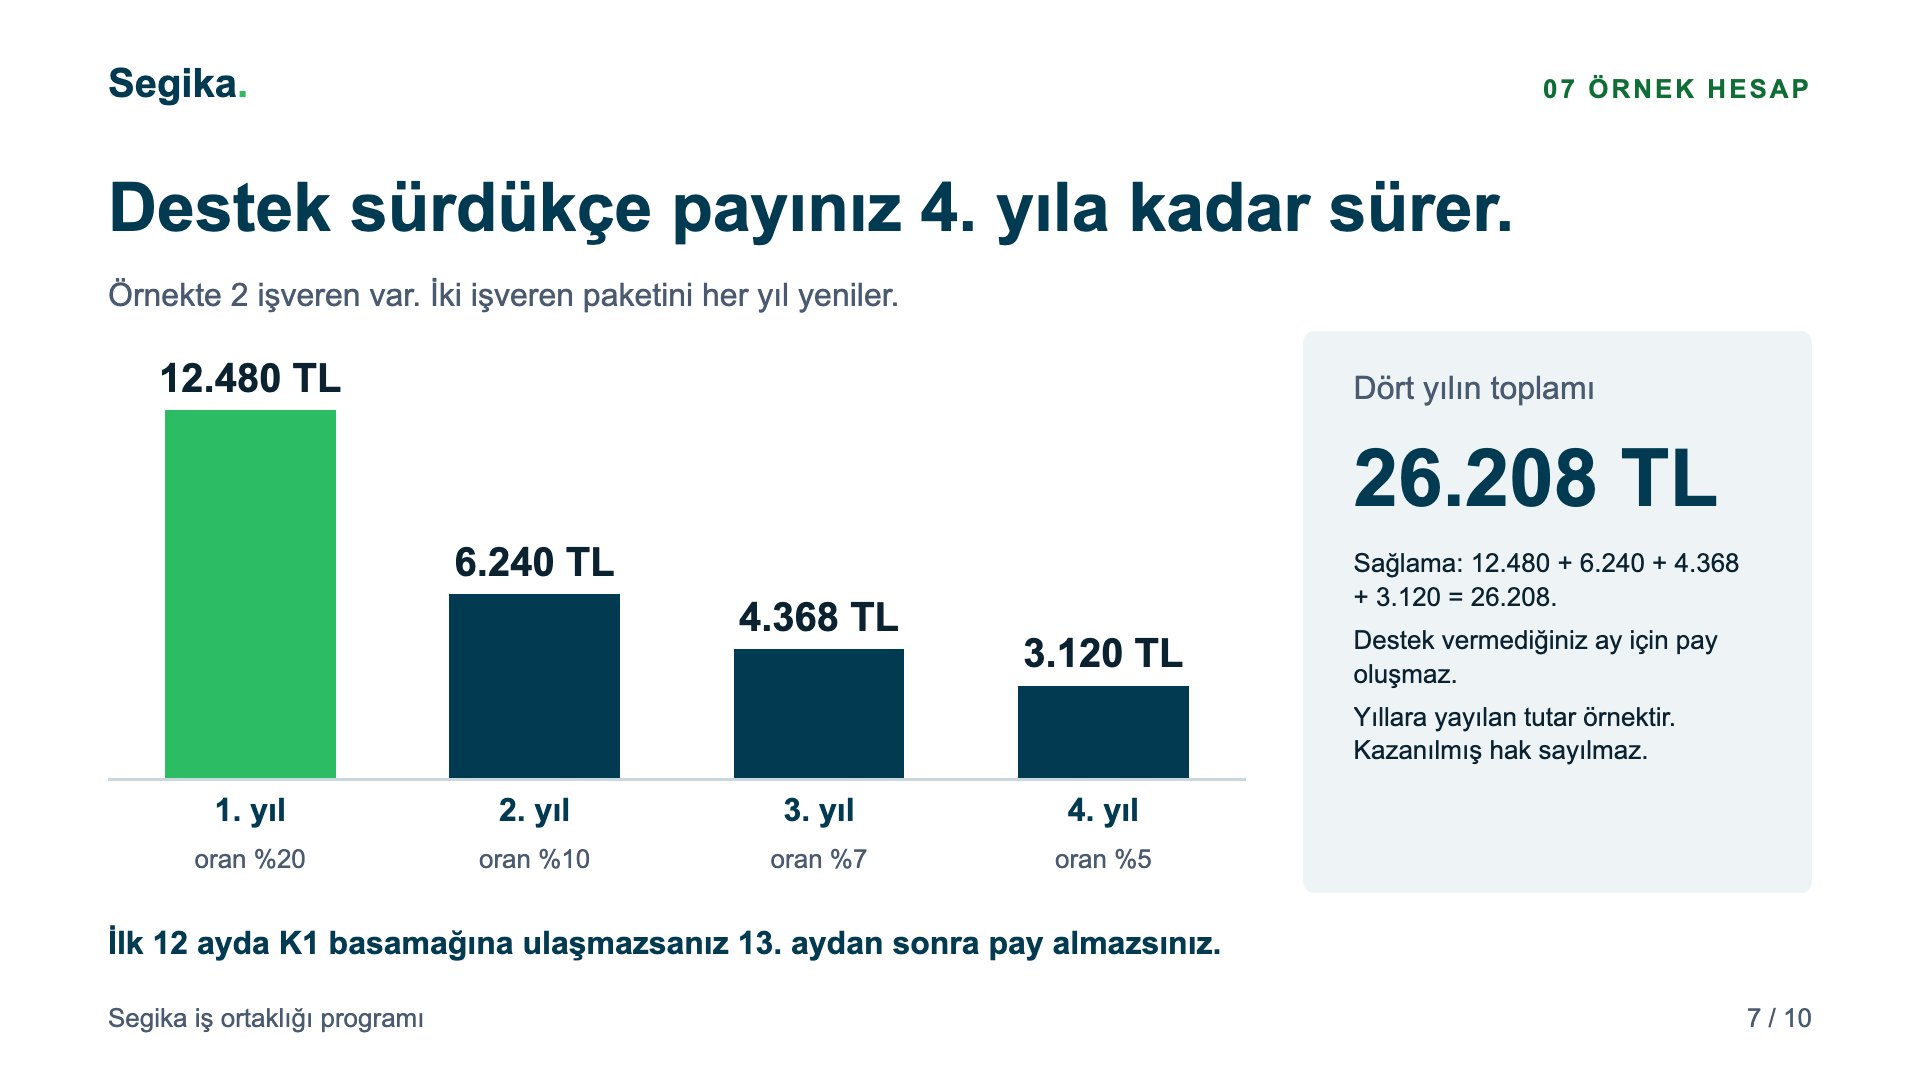 Segika.
07 ÖRNEK HESAP
Destek sürdükçe payınız 4. yıla kadar sürer.
Örnekte 2 işveren var. İki işveren paketini her yıl yeniler.
12.480 TL
6.240 TL
4.368 TL
3.120 TL
1. yıl
2. yıl
3. yıl
4. yıl
oran %20
oran %10
oran %7
oran %5
Dört yılın toplamı
26.208 TL
Sağlama: 12.480 + 6.240 + 4.368
+ 3.120 = 26.208.
Destek vermediğiniz ay için pay
oluşmaz.
Yıllara yayılan tutar örnektir.
Kazanılmış hak sayılmaz.
İlk 12 ayda K1 basamağına ulaşmazsanız 13. aydan sonra pay almazsınız.
Segika iş ortaklığı programı
7 / 10